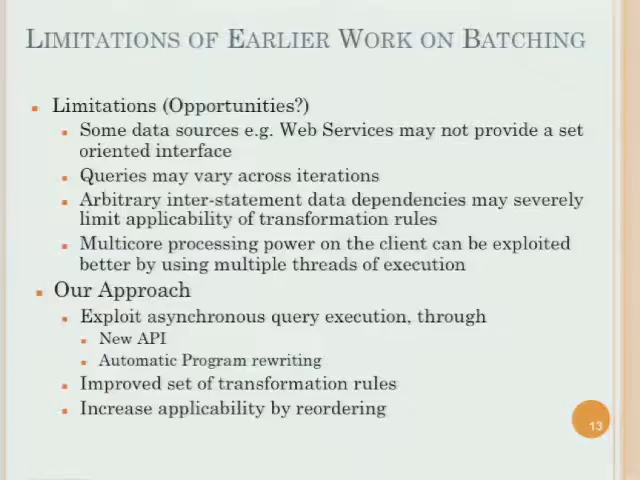 LIMITATIONS OF EARLIER WORK ON BATCHING
Limitations (Opportunities?)
Some data sources e.g. Web Services may not provide a set
oriented interface
Queries may vary across iterations
Arbitrary inter-statement data dependencies may severely
limit applicability of transformation rules
Multicore processing power on the client can be exploited
better by using multiple threads of execution
Our Approach
Exploit asynchronous query execution, through
New API
Automatic Program rewriting
Improved set of transformation rules
Increase applicability by reordering
13